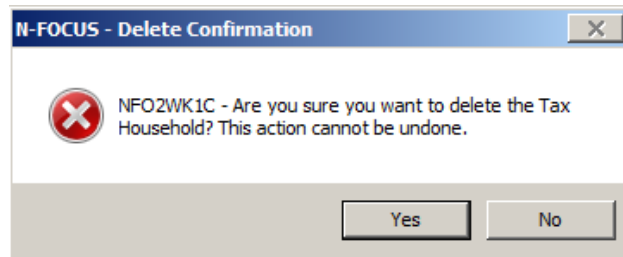 N-FOCUS - Delete Confirmation
NFO2WK1C - Are you sure you want to delete the Tax
Household? This action cannot be undone.
Yes No